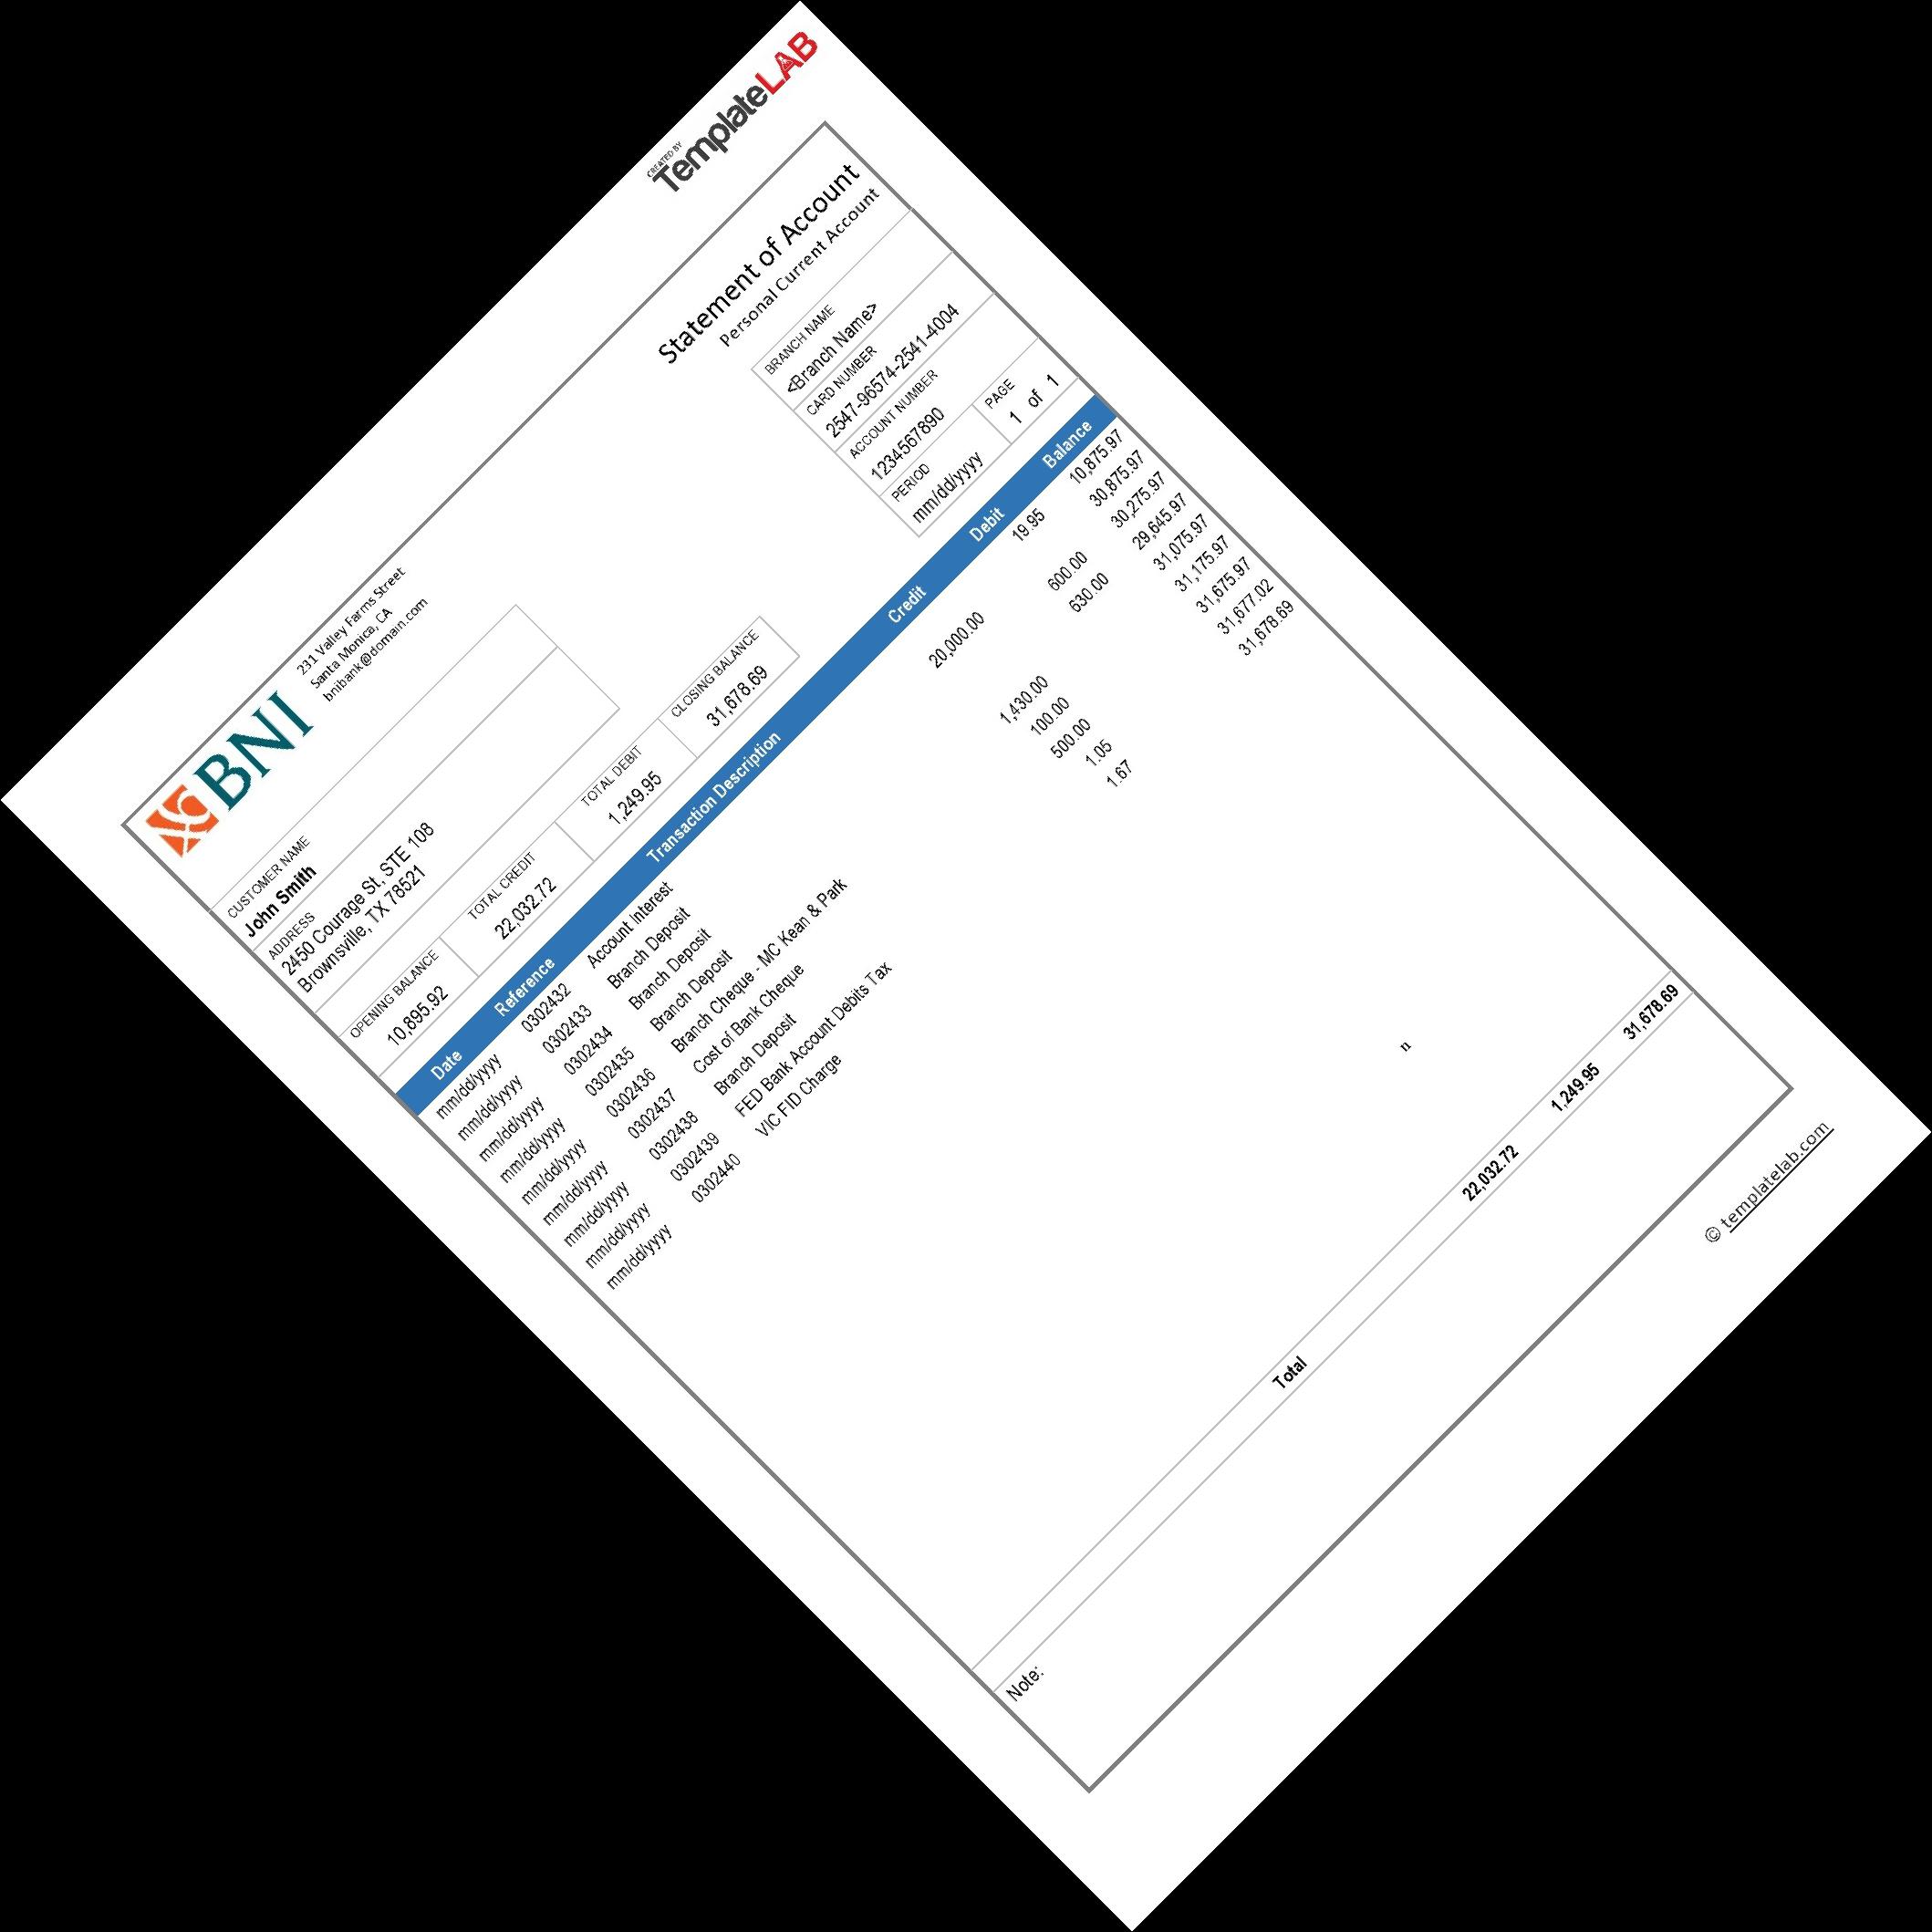 CREATED BY
TemplateLAB
BNI
231 Valley Farms Street
Santa Monica, CA
bnibank@domain.com
Statement of Account
Personal Current Account
CUSTOMER NAME
John Smith
ADDRESS
2450 Courage St, STE 108
Brownsville, TX 78521
BRANCH NAME
<Branch Name>
CARD NUMBER
2547-96574-2541-4004
ACCOUNT NUMBER
1234567890
PERIOD PAGE
mm/dd/yyyy 1 of 1
OPENING BALANCE TOTAL CREDIT TOTAL DEBIT CLOSING BALANCE
10,895.92 22,032.72 1,249.95 31,678.69
Date Reference Transaction Description Credit Debit Balance
mm/dd/yyyy 0302432 Account Interest 19.95 10,875.97
mm/dd/yyyy 0302433 Branch Deposit 20,000.00 30,875.97
mm/dd/yyyy 0302434 Branch Deposit 600.00 30,275.97
mm/dd/yyyy 0302435 Branch Deposit 630.00 29,645.97
mm/dd/yyyy 0302436 Branch Cheque - MC Kean & Park 1,430.00 31,075.97
mm/dd/yyyy 0302437 Cost of Bank Cheque 100.00 31,175.97
mm/dd/yyyy 0302438 Branch Deposit 500.00 31,675.97
mm/dd/yyyy 0302439 FED Bank Account Debits Tax 1.05 31,677.02
mm/dd/yyyy 0302440 VIC FID Charge 1.67 31,678.69
n
Total 22,032.72 1,249.95 31,678.69
Note:
© templatelab.com